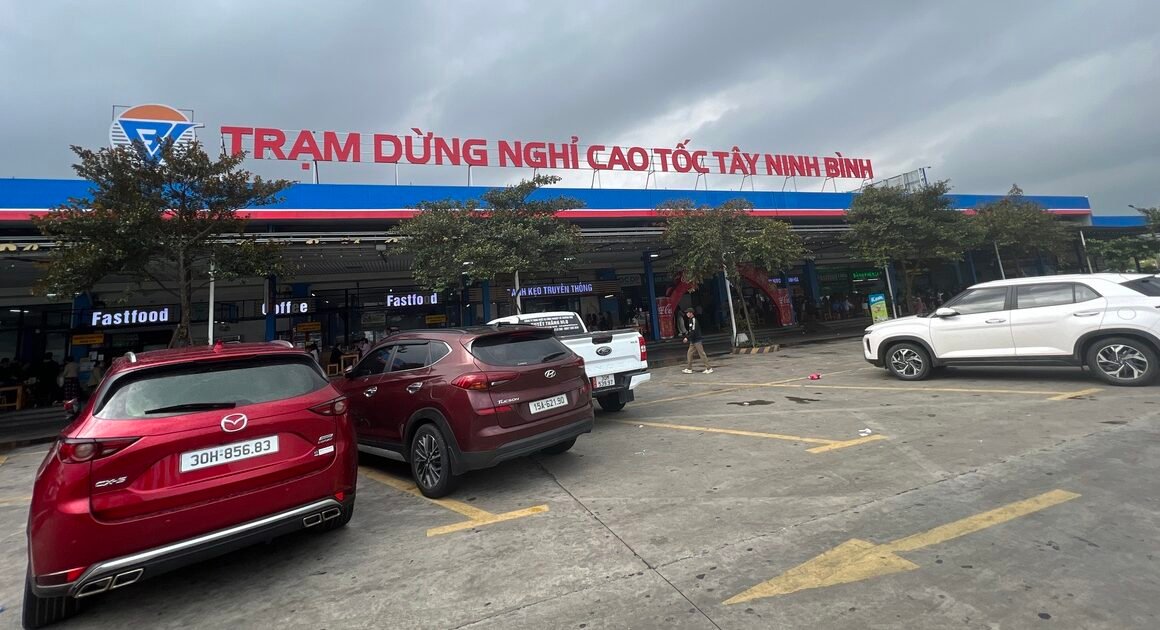 TRẠM DỪNG NGHỈ CAO TỐC TÂY NINH BÌNH
Fastfood
Coffee
Fastfood
ÁNH KẸO TRUYỀN THỐNG
30H-856.83
CX-5
TUCSON
15A-621.90